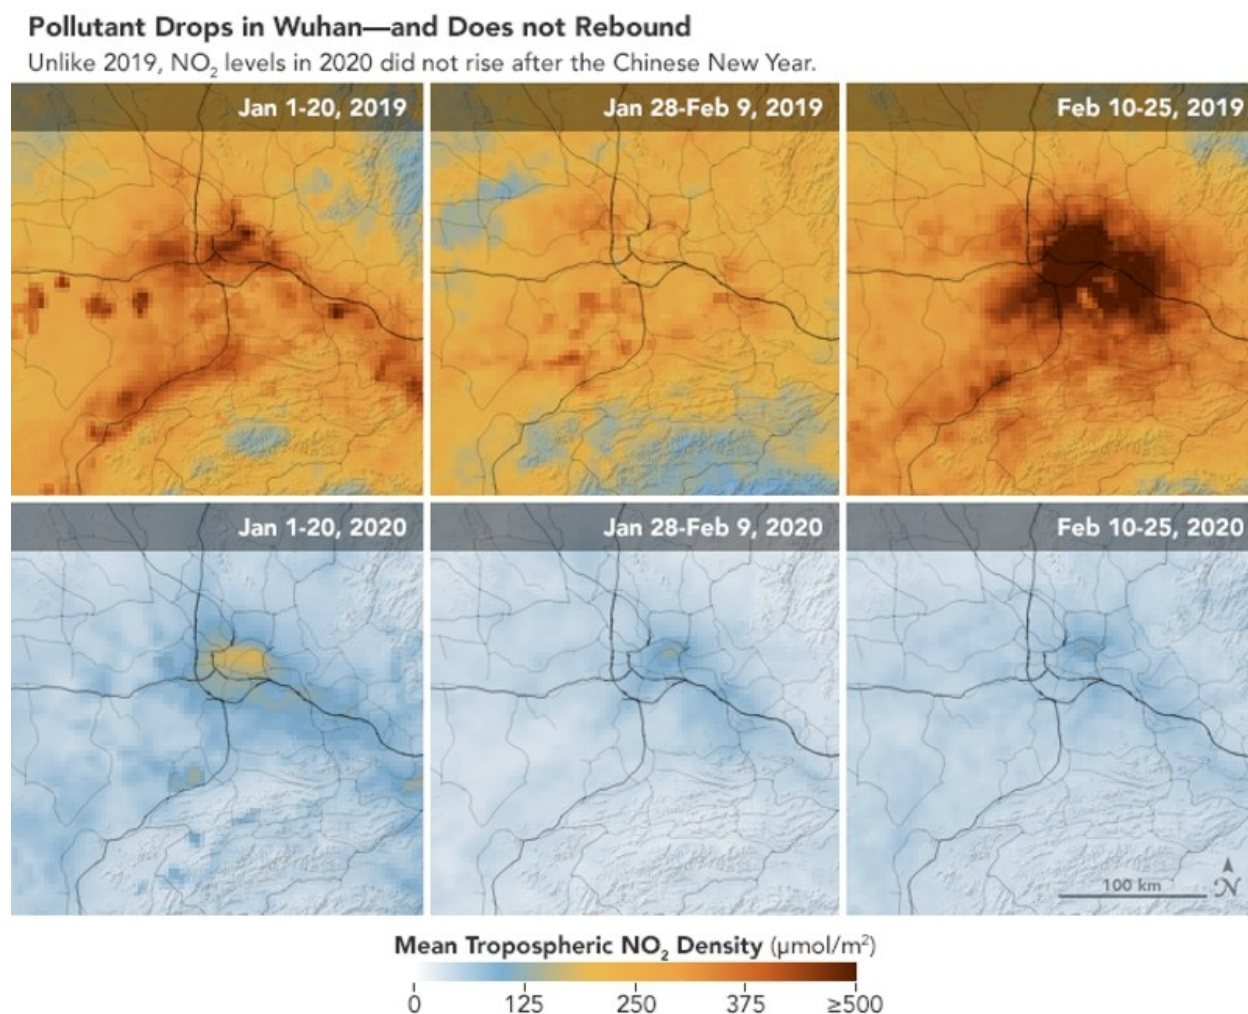 Pollutant Drops in Wuhan—and Does not Rebound
Unlike 2019, NO₂ levels in 2020 did not rise after the Chinese New Year.
Jan 1-20, 2019
Jan 28-Feb 9, 2019
Feb 10-25, 2019
Jan 1-20, 2020
Jan 28-Feb 9, 2020
Feb 10-25, 2020
100 km
N
Mean Tropospheric NO₂ Density (μmol/m²)
0 125 250 375 ≥500